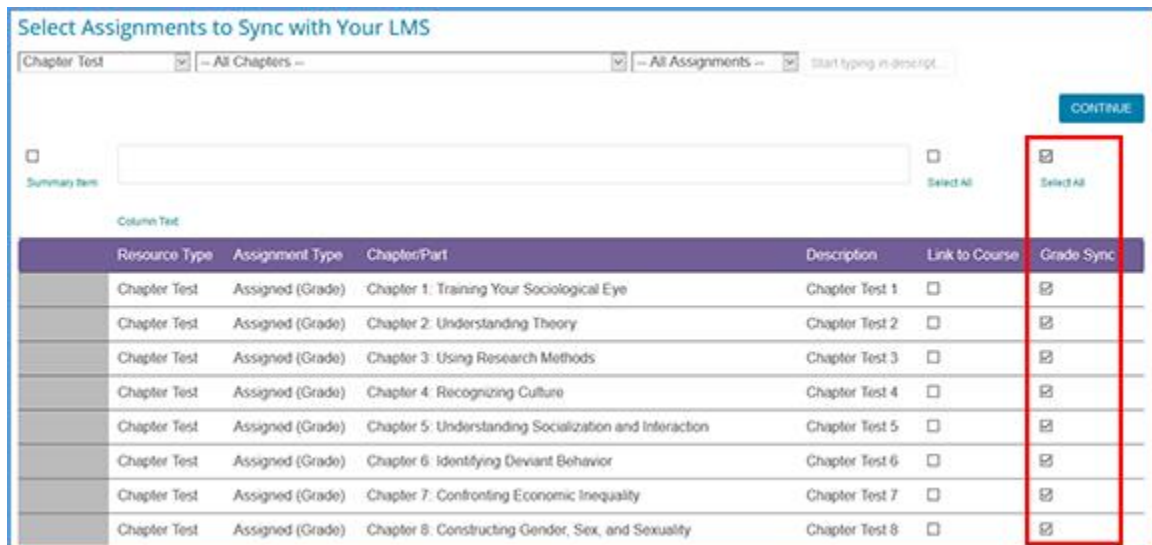 Select Assignments to Sync with Your LMS
Chapter Test -- All Chapters -- -- All Assignments -- Start typing in descript...
CONTINUE
Summary Item Select All Select All
Column Text
Resource Type Assignment Type Chapter/Part Description Link to Course Grade Sync
Chapter Test Assigned (Grade) Chapter 1: Training Your Sociological Eye Chapter Test 1
Chapter Test Assigned (Grade) Chapter 2: Understanding Theory Chapter Test 2
Chapter Test Assigned (Grade) Chapter 3: Using Research Methods Chapter Test 3
Chapter Test Assigned (Grade) Chapter 4: Recognizing Culture Chapter Test 4
Chapter Test Assigned (Grade) Chapter 5: Understanding Socialization and Interaction Chapter Test 5
Chapter Test Assigned (Grade) Chapter 6: Identifying Deviant Behavior Chapter Test 6
Chapter Test Assigned (Grade) Chapter 7: Confronting Economic Inequality Chapter Test 7
Chapter Test Assigned (Grade) Chapter 8: Constructing Gender, Sex, and Sexuality Chapter Test 8